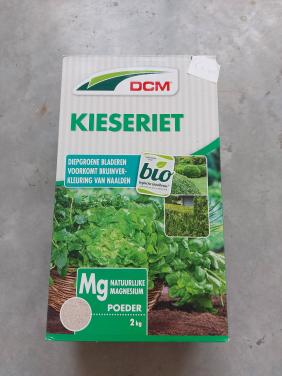 DCM
KIESERIET
DIEPGROENE BLADEREN
VOORKOMT BRUINVER-
KLEURING VAN NAALDEN
bio
Mg
NATUURLIJKE
MAGNESIUM
POEDER
2 kg